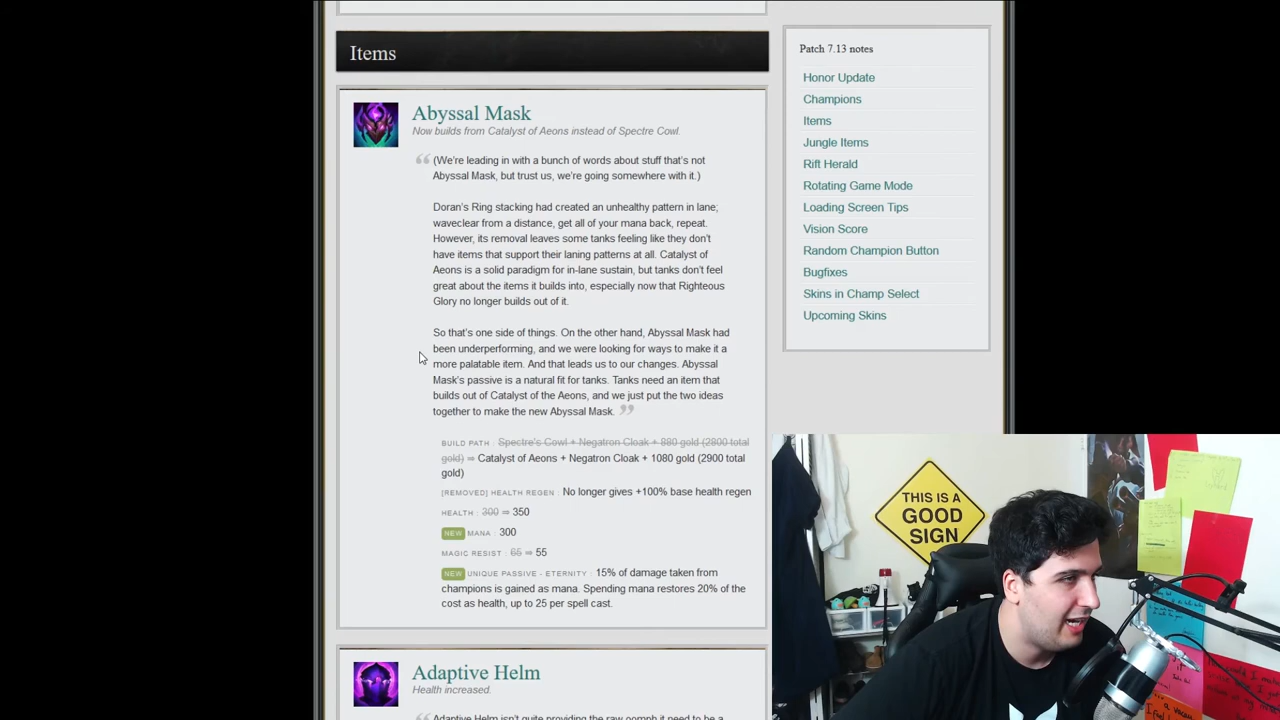 Items
Abyssal Mask
Now builds from Catalyst of Aeons instead of Spectre Cowl.
(We're leading in with a bunch of words about stuff that's not
Abyssal Mask, but trust us, we're going somewhere with it.)
Doran's Ring stacking had created an unhealthy pattern in lane;
waveclear from a distance, get all of your mana back, repeat.
However, its removal leaves some tanks feeling like they don't
have items that support their laning patterns at all. Catalyst of
Aeons is a solid paradigm for in-lane sustain, but tanks don't feel
great about the items it builds into, especially now that Righteous
Glory no longer builds out of it.
So that's one side of things. On the other hand, Abyssal Mask had
been underperforming, and we were looking for ways to make it a
more palatable item. And that leads us to our changes. Abyssal
Mask's passive is a natural fit for tanks. Tanks need an item that
builds out of Catalyst of the Aeons, and we just put the two ideas
together to make the new Abyssal Mask.
BUILD PATH : Spectre's Cowl + Negatron Cloak + 880 gold (2800 total
gold) ⇒ Catalyst of Aeons + Negatron Cloak + 1080 gold (2900 total
gold)
[REMOVED] HEALTH REGEN : No longer gives +100% base health regen
HEALTH : 300 ⇒ 350
NEW MANA : 300
MAGIC RESIST : 65 ⇒ 55
NEW UNIQUE PASSIVE - ETERNITY : 15% of damage taken from
champions is gained as mana. Spending mana restores 20% of the
cost as health, up to 25 per spell cast.
Adaptive Helm
Health increased.
Adaptive Helm isn't quite providing the raw oomph it need to be a
Patch 7.13 notes
Honor Update
Champions
Items
Jungle Items
Rift Herald
Rotating Game Mode
Loading Screen Tips
Vision Score
Random Champion Button
Bugfixes
Skins in Champ Select
Upcoming Skins
THIS IS A
GOOD
SIGN